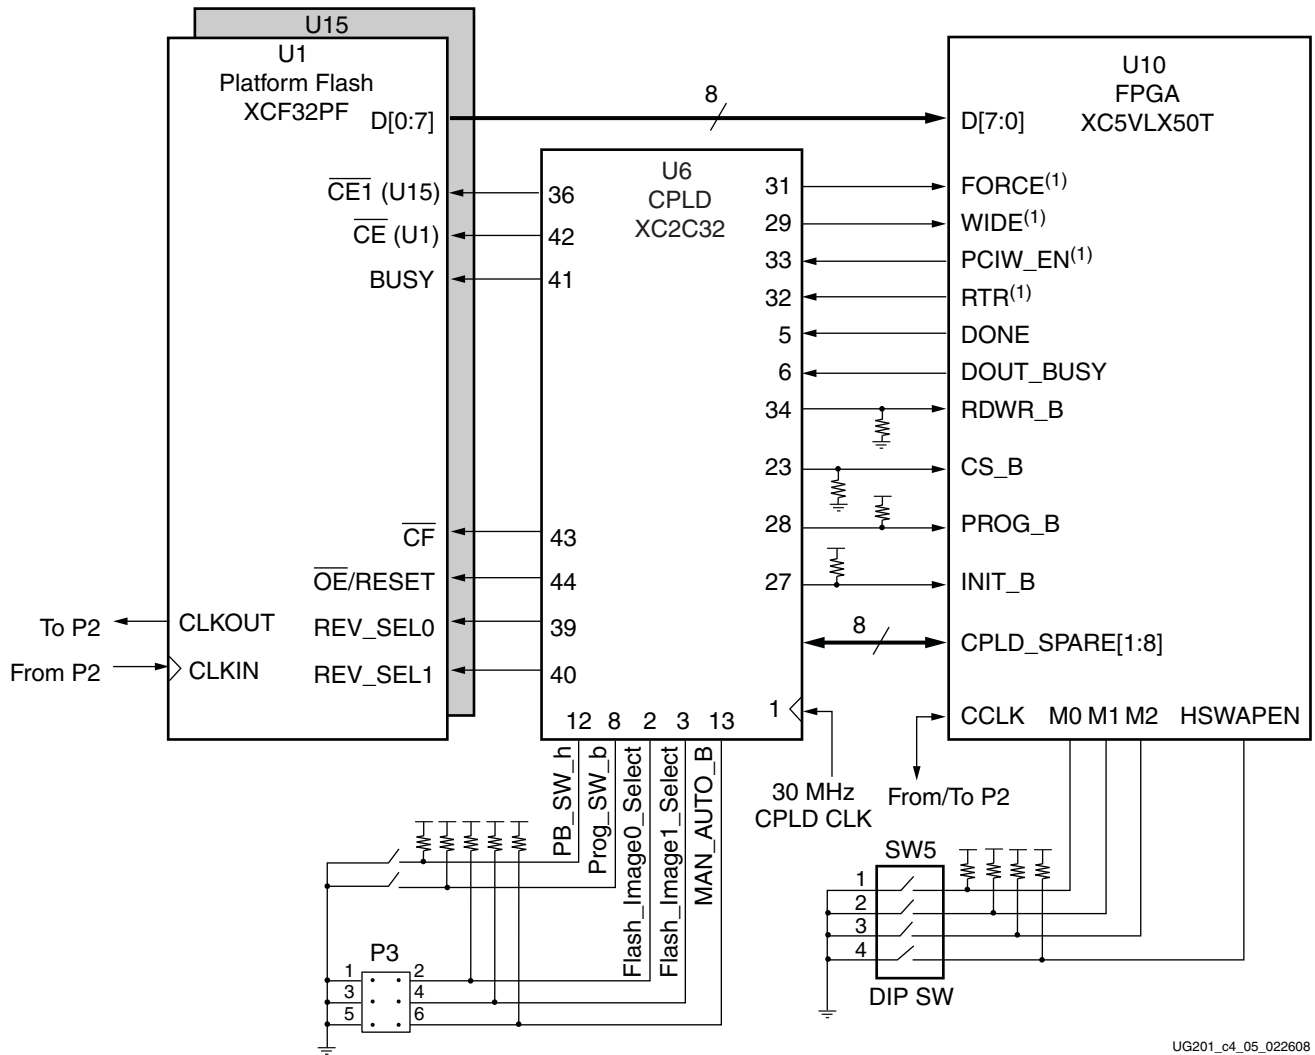 U15
U1
Platform Flash
XCF32PF
D[0:7]
CE1 (U15)
CE (U1)
BUSY
CF
OE/RESET
REV_SEL0
REV_SEL1
CLKOUT
CLKIN
To P2
From P2
8
U6
CPLD
XC2C32
36
42
41
43
44
39
40
31
29
33
32
5
6
34
23
28
27
8
1
12 8 2 3 13
PB_SW_h
Prog_SW_b
Flash_Image0_Select
Flash_Image1_Select
MAN_AUTO_B
30 MHz
CPLD CLK
U10
FPGA
XC5VLX50T
D[7:0]
FORCE(1)
WIDE(1)
PCIW_EN(1)
RTR(1)
DONE
DOUT_BUSY
RDWR_B
CS_B
PROG_B
INIT_B
CPLD_SPARE[1:8]
CCLK M0 M1 M2 HSWAPEN
From/To P2
P3
1 2
3 4
5 6
SW5
1
2
3
4
DIP SW
UG201_c4_05_022608